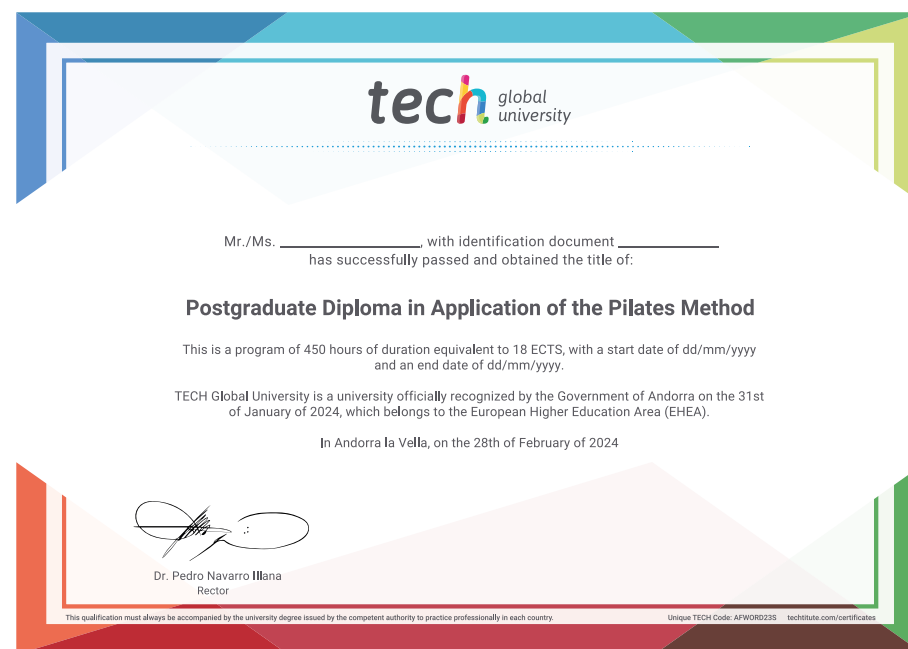 tech global
university
Mr./Ms. ____________________, with identification document ______________
has successfully passed and obtained the title of:
Postgraduate Diploma in Application of the Pilates Method
This is a program of 450 hours of duration equivalent to 18 ECTS, with a start date of dd/mm/yyyy
and an end date of dd/mm/yyyy.
TECH Global University is a university officially recognized by the Government of Andorra on the 31st
of January of 2024, which belongs to the European Higher Education Area (EHEA).
In Andorra la Vella, on the 28th of February of 2024
Dr. Pedro Navarro Illana
Rector
This qualification must always be accompanied by the university degree issued by the competent authority to practice professionally in each country.
Unique TECH Code: AFWORD23S techtitute.com/certificates